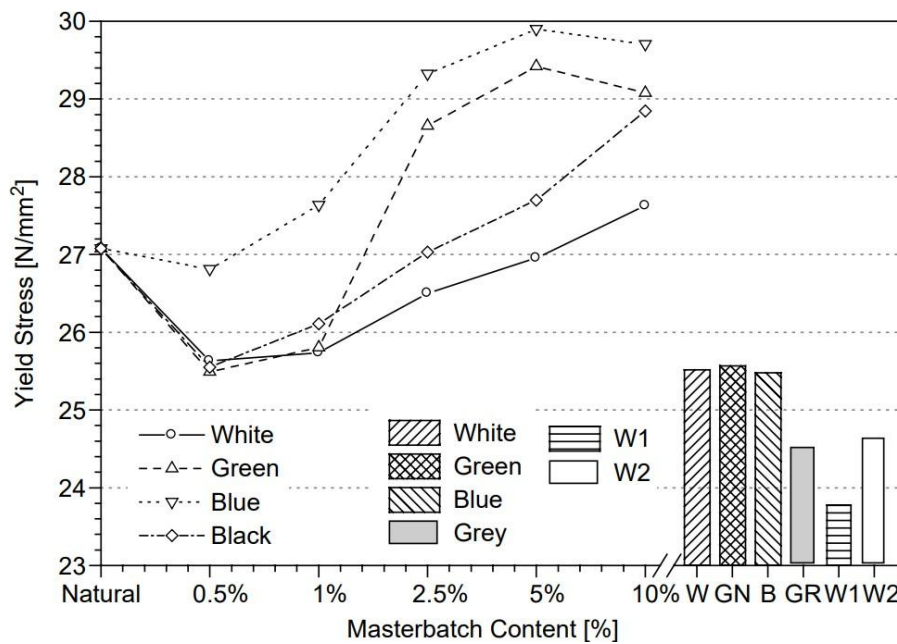 30
29
28
27
26
25
24
23
Yield Stress [N/mm²]
White
Green
Blue
Black
White
Green
Blue
Grey
W1
W2
Natural 0.5% 1% 2.5% 5% 10% W GN B GR W1 W2
Masterbatch Content [%]